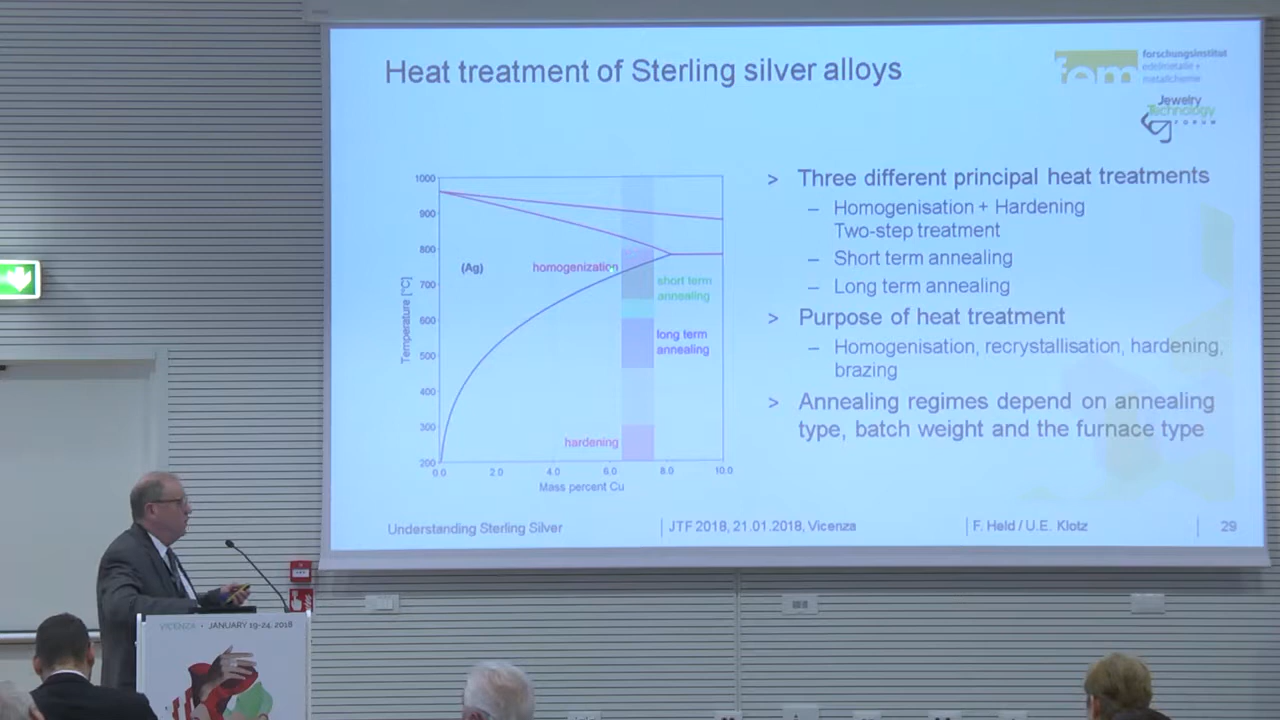 Heat treatment of Sterling silver alloys
fem
forschungsinstitut
edelmetalle +
metallchemie
Jewelry
Technology
FORUM
1000
900
800
700
600
500
400
300
200
Temperature [°C]
(Ag)
homogenization
short term
annealing
long term
annealing
hardening
0.0 2.0 4.0 6.0 8.0 10.0
Mass percent Cu
> Three different principal heat treatments
– Homogenisation + Hardening
Two-step treatment
– Short term annealing
– Long term annealing
> Purpose of heat treatment
– Homogenisation, recrystallisation, hardening,
brazing
> Annealing regimes depend on annealing
type, batch weight and the furnace type
Understanding Sterling Silver
JTF 2018, 21.01.2018, Vicenza
F. Held / U.E. Klotz
29
VICENZA • JANUARY 19-24, 2018